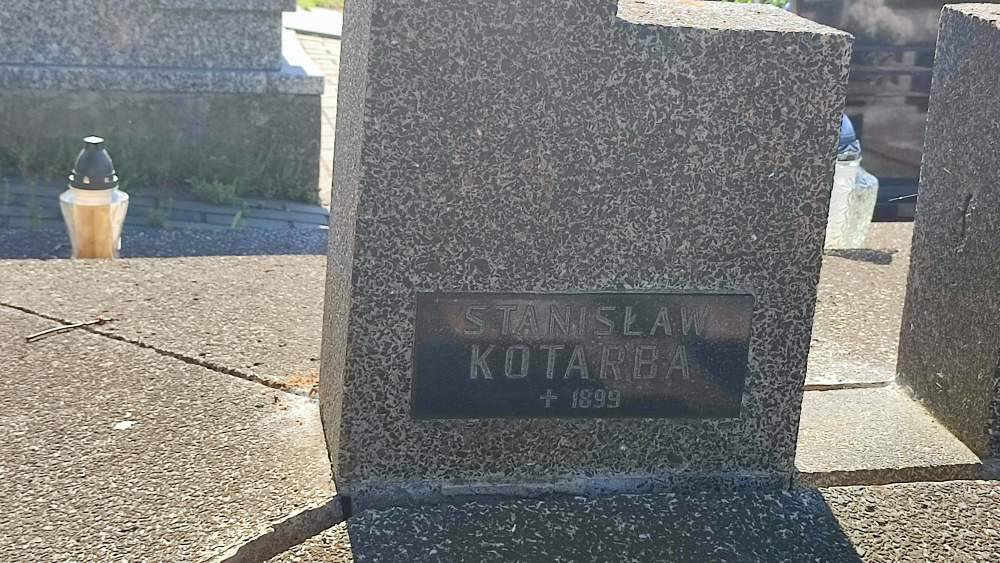 STANISŁAW
KOTARBA
+ 1899